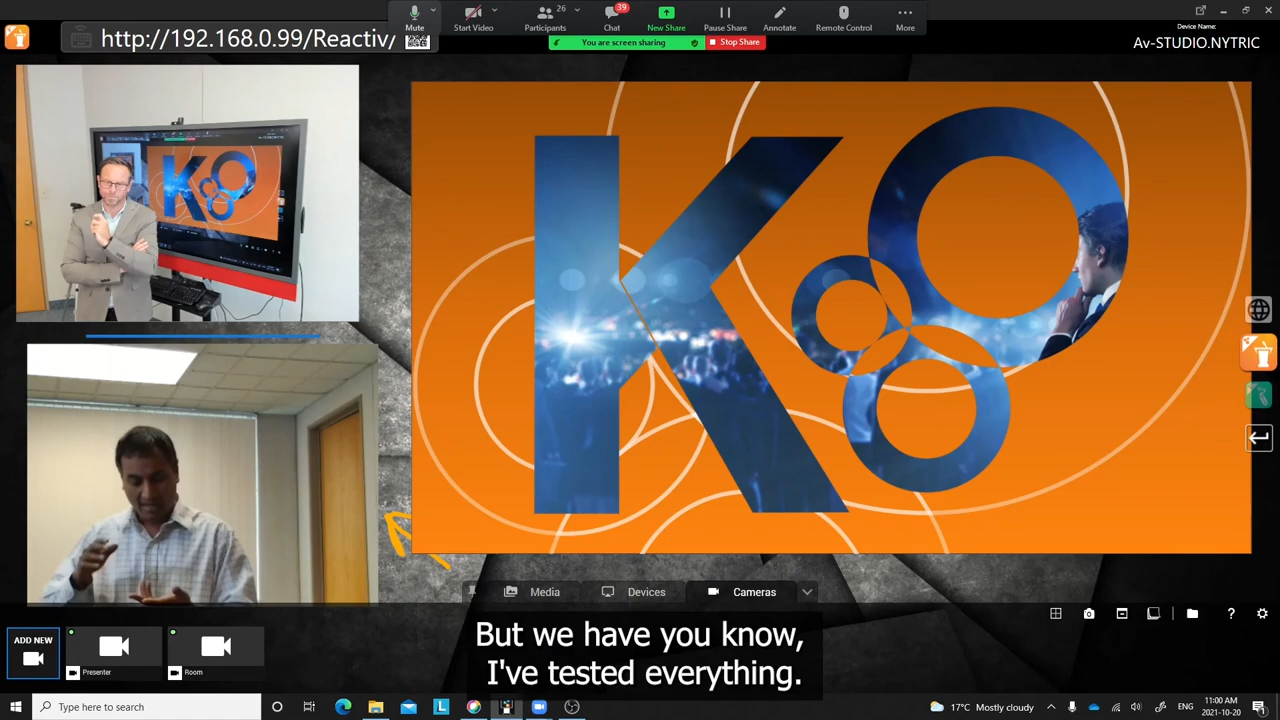 Mute
Start Video
26
Participants
39
Chat
New Share
Pause Share
Annotate
Remote Control
More
You are screen sharing
Stop Share
http://192.168.0.99/Reactiv/
Device Name:
Av-STUDIO.NYTRIC
K8
K8
Media
Devices
Cameras
ADD NEW
Presenter
Room
But we have you know,
I've tested everything.
Type here to search
L
17°C Mostly cloudy
ENG
11:00 AM
2021-10-20
1